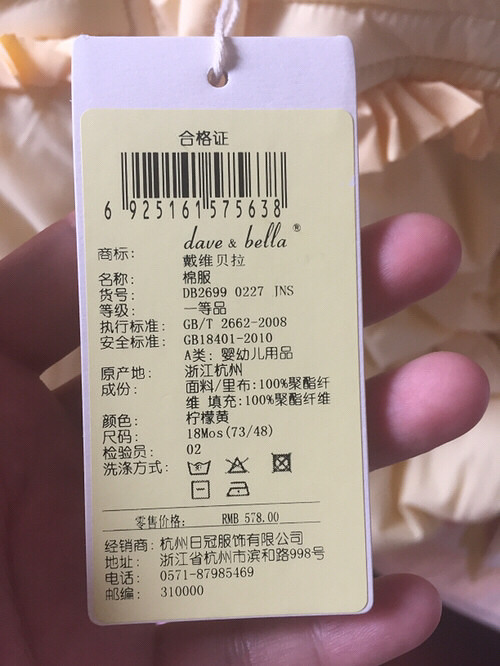 合格证
6 925161 575638
dave & bella ®
商标: 戴维贝拉
名称: 棉服
货号: DB2699 0227 JNS
等级: 一等品
执行标准: GB/T 2662-2008
安全标准: GB18401-2010
A类: 婴幼儿用品
原产地: 浙江杭州
成份: 面料/里布:100%聚酯纤
维 填充:100%聚酯纤维
颜色: 柠檬黄
尺码: 18Mos(73/48)
检验员: 02
洗涤方式:
零售价格: RMB 578.00
经销商: 杭州日冠服饰有限公司
地址: 浙江省杭州市滨和路998号
电话: 0571-87985469
邮编: 310000